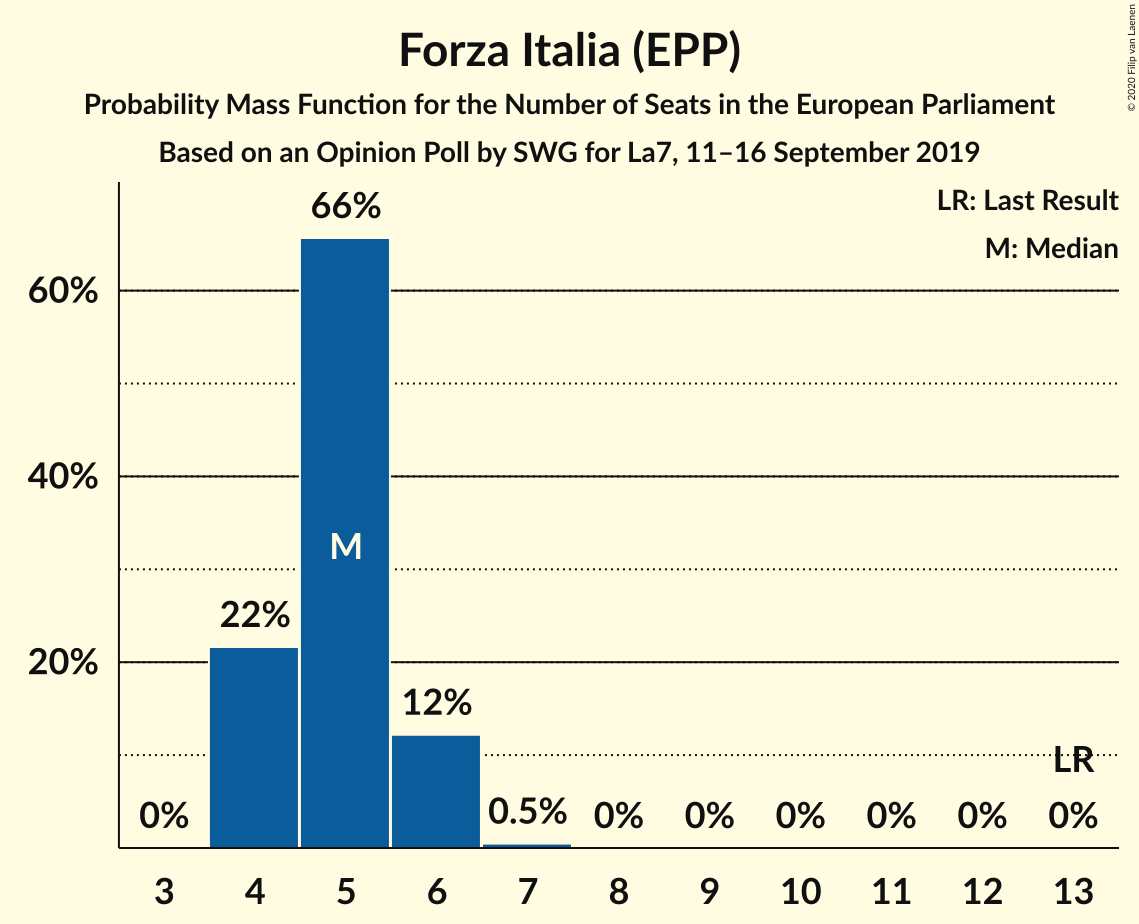 Forza Italia (EPP)
Probability Mass Function for the Number of Seats in the European Parliament
Based on an Opinion Poll by SWG for La7, 11–16 September 2019
© 2020 Filip van Laenen
LR: Last Result
M: Median
66%
60%
40%
M
22%
20%
12%
LR
0%
0.5%
0%
0%
0%
0%
0%
0%
3 4 5 6 7 8 9 10 11 12 13